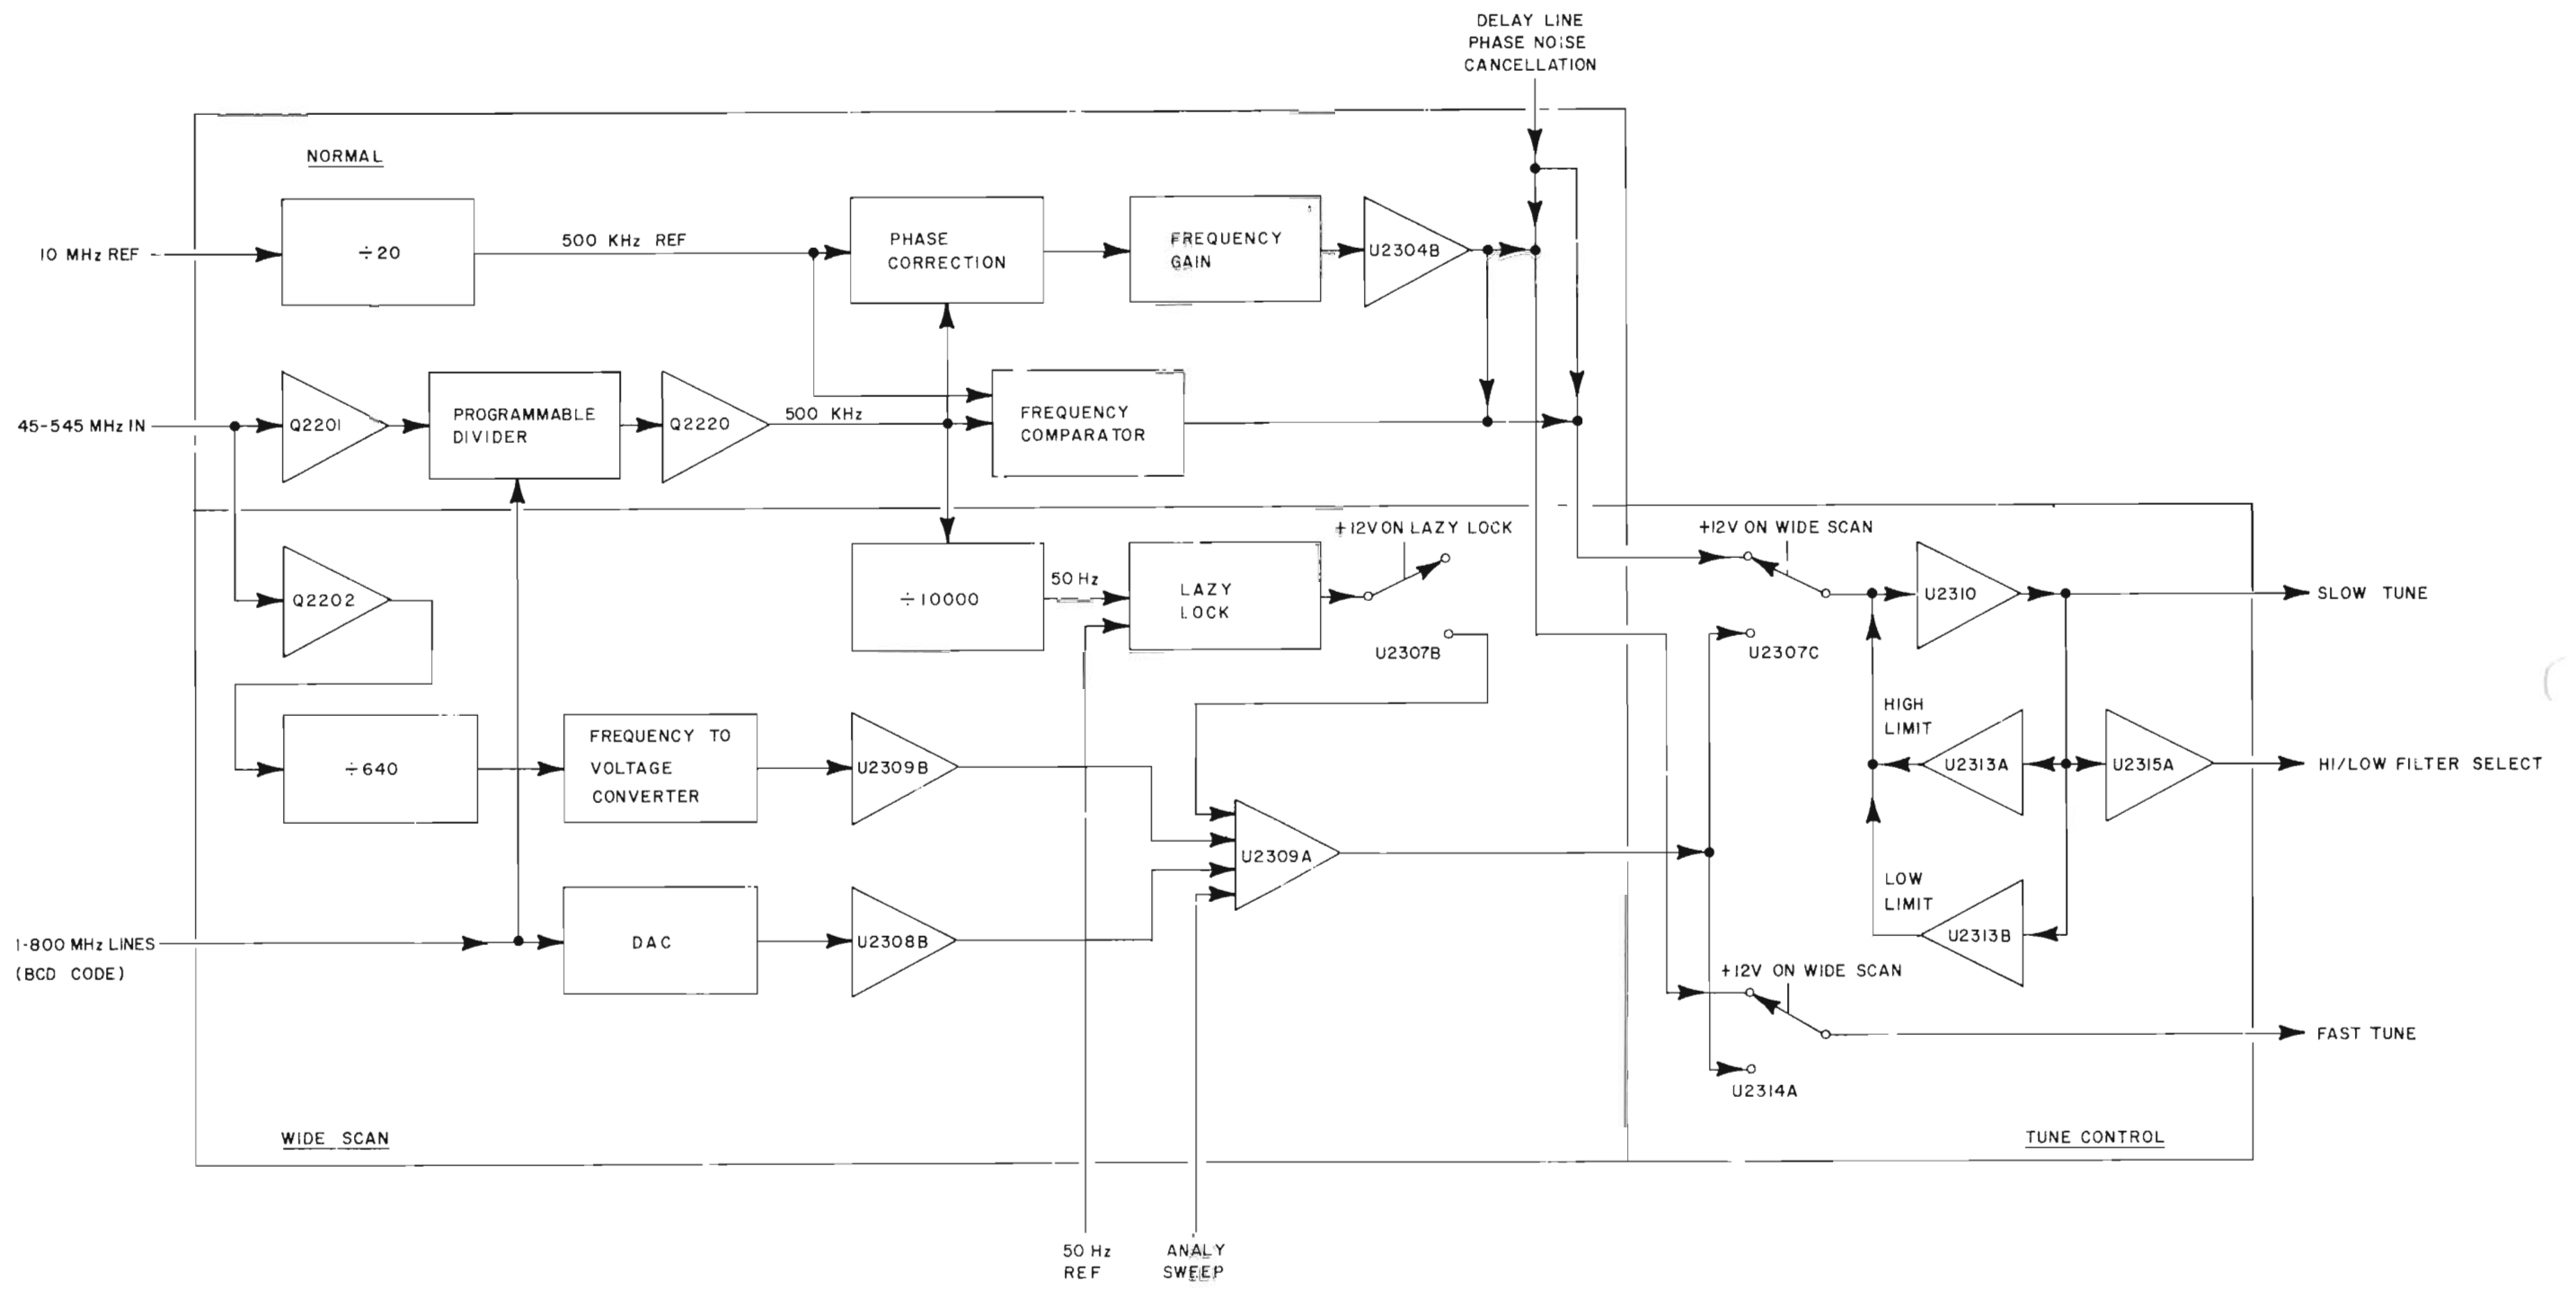 DELAY LINE
PHASE NOISE
CANCELLATION
NORMAL
10 MHz REF
÷20
500 KHz REF
PHASE
CORRECTION
FREQUENCY
GAIN
U2304B
45-545 MHz IN
Q2201
PROGRAMMABLE
DIVIDER
Q2220
500 KHz
FREQUENCY
COMPARATOR
Q2202
÷10000
50 Hz
LAZY
LOCK
+12V ON LAZY LOCK
U2307B
+12V ON WIDE SCAN
U2307C
U2310
SLOW TUNE
÷640
FREQUENCY TO
VOLTAGE
CONVERTER
U2309B
U2309A
HIGH
LIMIT
U2313A
U2315A
HI/LOW FILTER SELECT
1-800 MHz LINES
(BCD CODE)
DAC
U2308B
LOW
LIMIT
U2313B
+12V ON WIDE SCAN
FAST TUNE
U2314A
WIDE SCAN
TUNE CONTROL
50 Hz
REF
ANALY
SWEEP